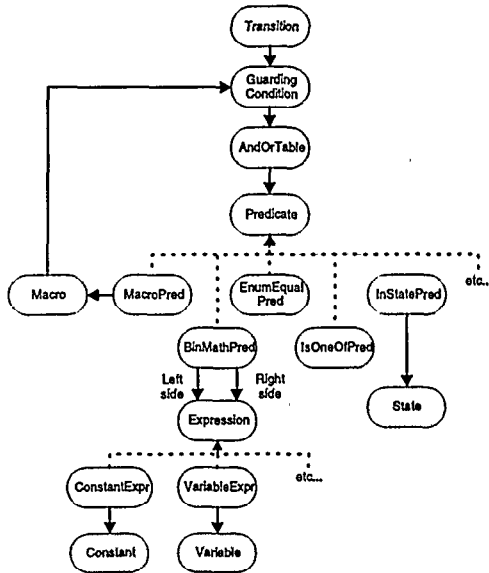 Transition
Guarding
Condition
AndOrTable
Predicate
etc...
Macro
MacroPred
EnumEqual
Pred
InStatePred
BinMathPred
IsOneOfPred
Left
side
Right
side
State
Expression
etc...
ConstantExpr
VariableExpr
Constant
Variable